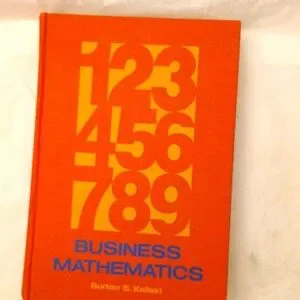 123
456
789
BUSINESS
MATHEMATICS
Burton S. Kaliski